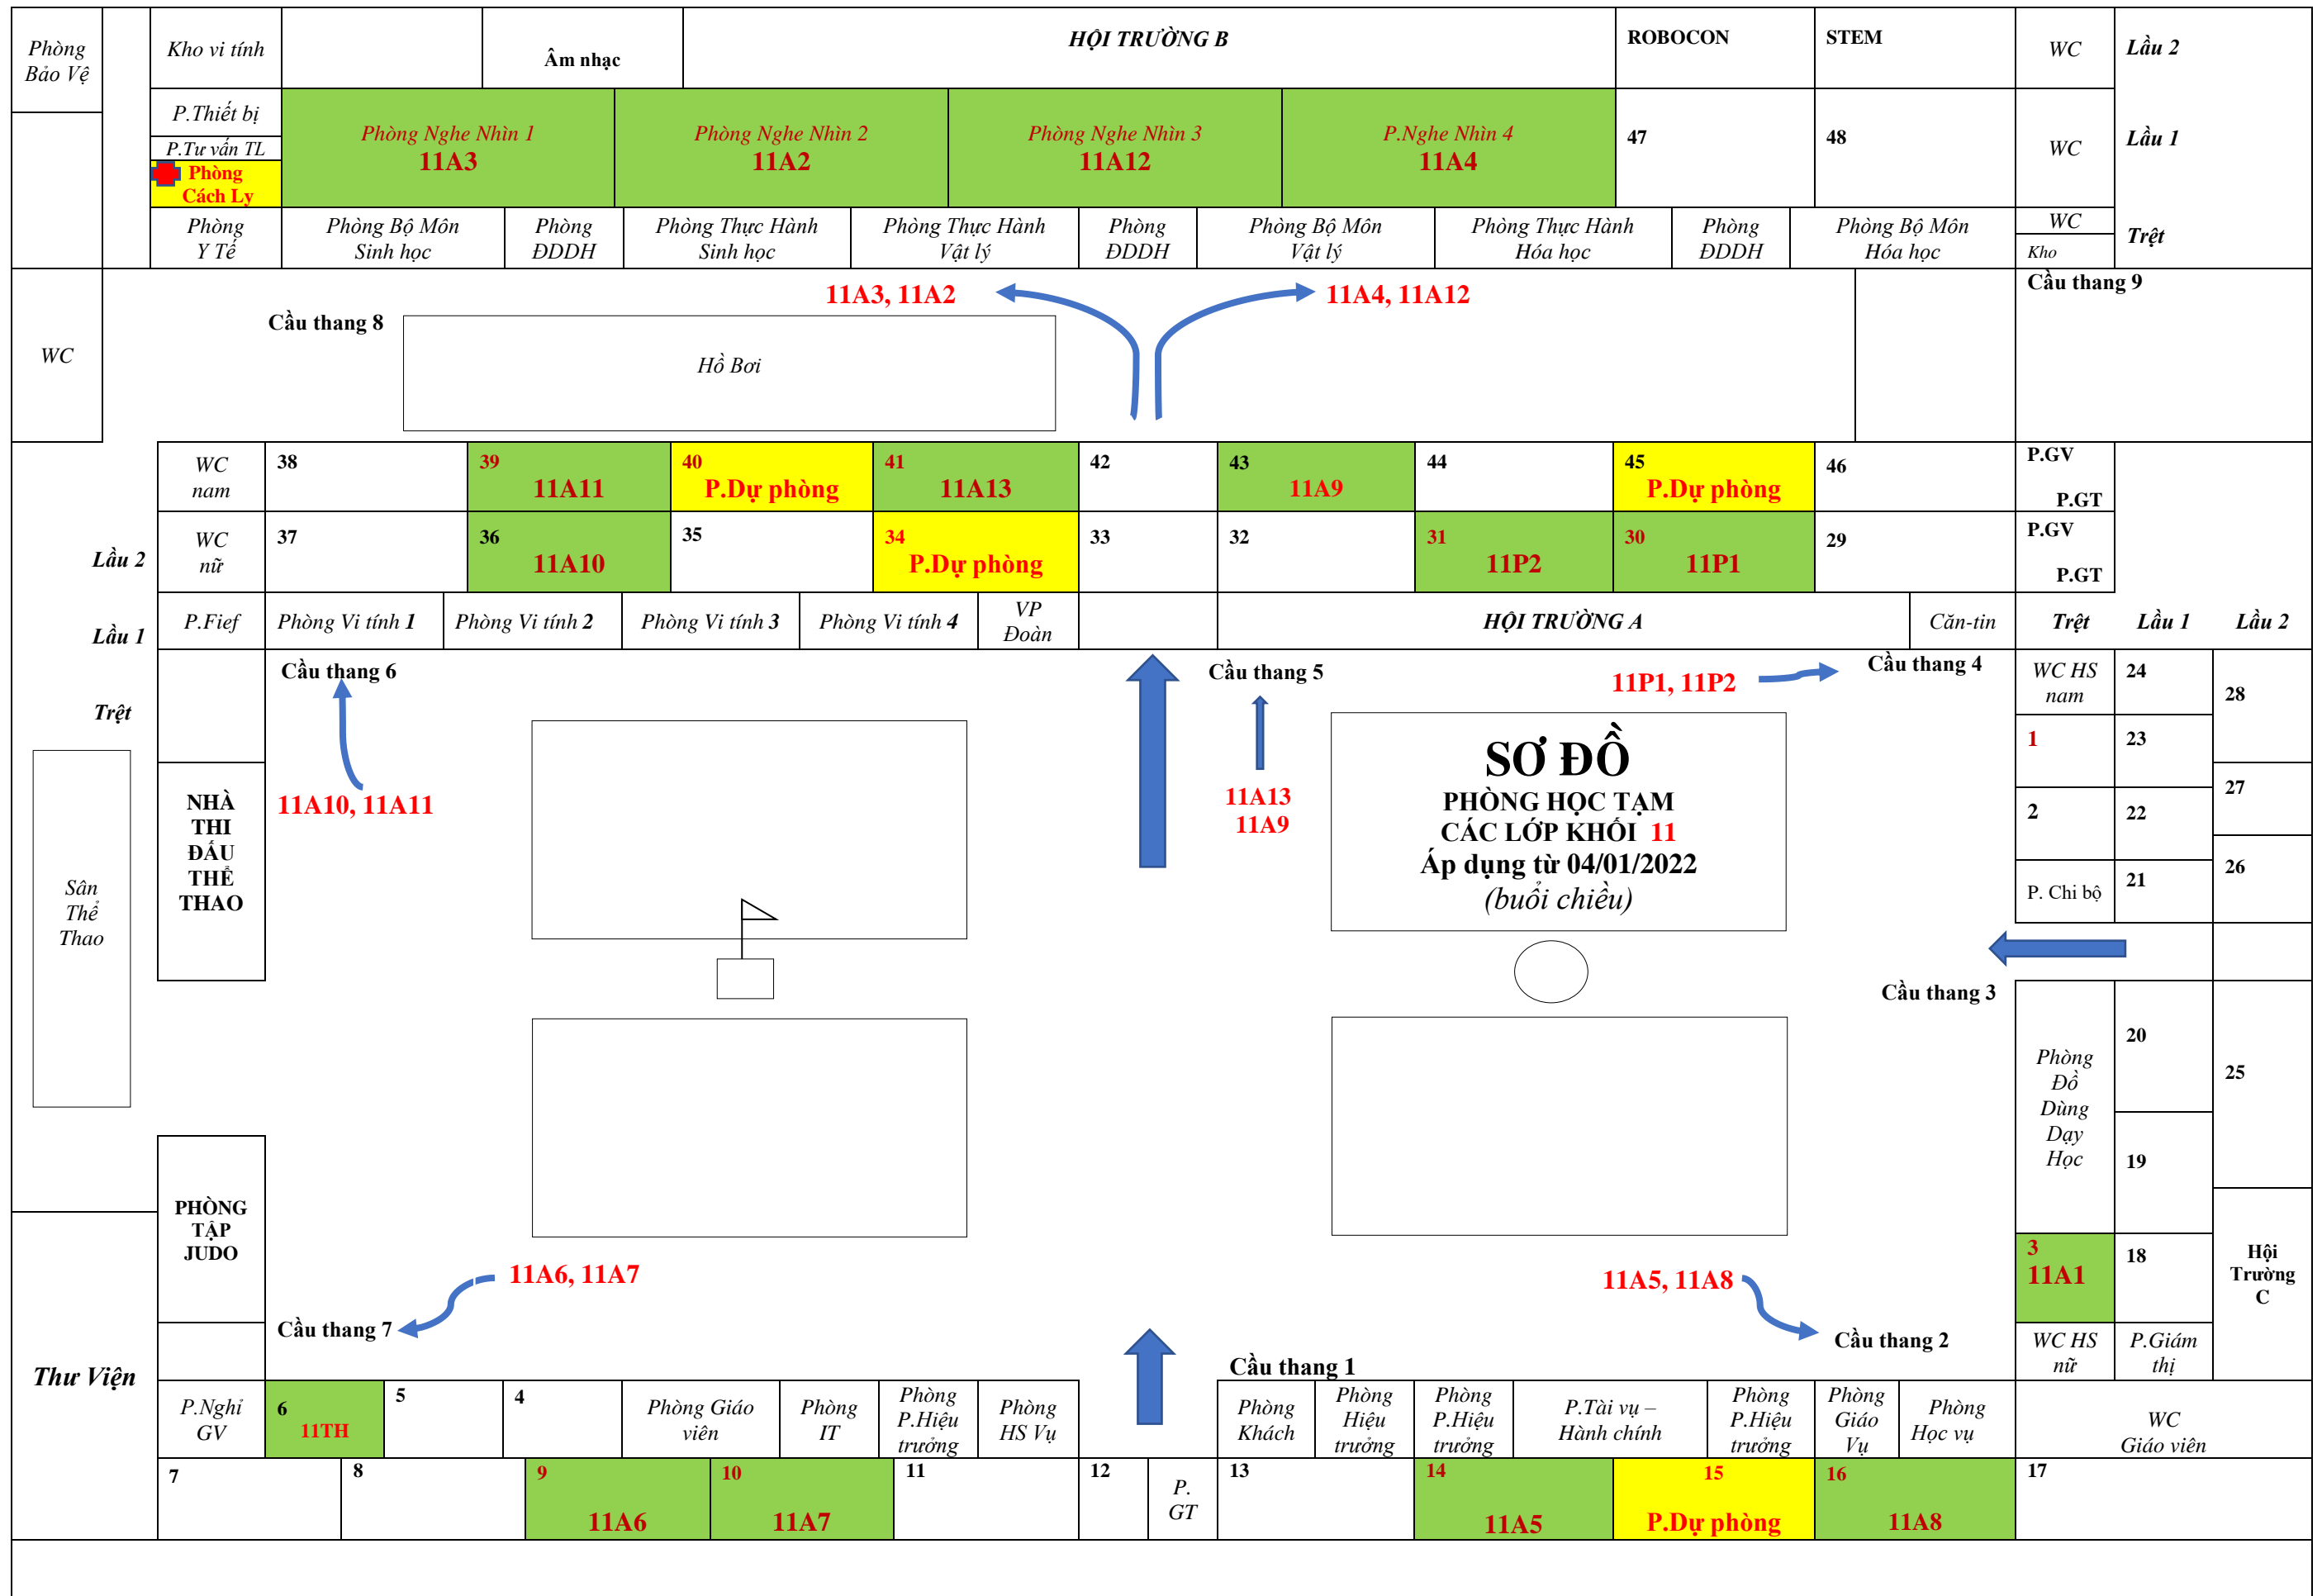 Phòng
Bảo Vệ
Kho vi tính
Âm nhạc
HỘI TRƯỜNG B
ROBOCON
STEM
WC
Lầu 2
P.Thiết bị
P.Tư vấn TL
Phòng
Cách Ly
Phòng Nghe Nhìn 1
11A3
Phòng Nghe Nhìn 2
11A2
Phòng Nghe Nhìn 3
11A12
P.Nghe Nhìn 4
11A4
47
48
WC
Lầu 1
Phòng
Y Tế
Phòng Bộ Môn
Sinh học
Phòng
ĐDDH
Phòng Thực Hành
Sinh học
Phòng Thực Hành
Vật lý
Phòng
ĐDDH
Phòng Bộ Môn
Vật lý
Phòng Thực Hành
Hóa học
Phòng
ĐDDH
Phòng Bộ Môn
Hóa học
WC
Kho
Trệt
WC
Cầu thang 8
11A3, 11A2
11A4, 11A12
Cầu thang 9
Hồ Bơi
WC
nam
38
39
11A11
40
P.Dự phòng
41
11A13
42
43
11A9
44
45
P.Dự phòng
46
P.GV
P.GT
Lầu 2
WC
nữ
37
36
11A10
35
34
P.Dự phòng
33
32
31
11P2
30
11P1
29
P.GV
P.GT
Lầu 1
P.Fief
Phòng Vi tính 1
Phòng Vi tính 2
Phòng Vi tính 3
Phòng Vi tính 4
VP
Đoàn
HỘI TRƯỜNG A
Căn-tin
Trệt
Lầu 1
Lầu 2
Trệt
Cầu thang 6
Cầu thang 5
11P1, 11P2
Cầu thang 4
WC HS
nam
24
28
1
23
27
2
22
26
P. Chi bộ
21
11A10, 11A11
11A13
11A9
SƠ ĐỒ
PHÒNG HỌC TẠM
CÁC LỚP KHỐI 11
Áp dụng từ 04/01/2022
(buổi chiều)
NHÀ
THI
ĐẤU
THỂ
THAO
Sân
Thể
Thao
Cầu thang 3
Phòng
Đồ
Dùng
Dạy
Học
20
25
19
PHÒNG
TẬP
JUDO
3
11A1
18
Hội
Trường
C
11A6, 11A7
11A5, 11A8
Cầu thang 7
Cầu thang 2
WC HS
nữ
P.Giám
thị
Thư Viện
Cầu thang 1
P.Nghỉ
GV
6
11TH
5
4
Phòng Giáo
viên
Phòng
IT
Phòng
P.Hiệu
trưởng
Phòng
HS Vụ
Phòng
Khách
Phòng
Hiệu
trưởng
Phòng
P.Hiệu
trưởng
P.Tài vụ –
Hành chính
Phòng
P.Hiệu
trưởng
Phòng
Giáo
Vụ
Phòng
Học vụ
WC
Giáo viên
7
8
9
11A6
10
11A7
11
12
P.
GT
13
14
11A5
15
P.Dự phòng
16
11A8
17